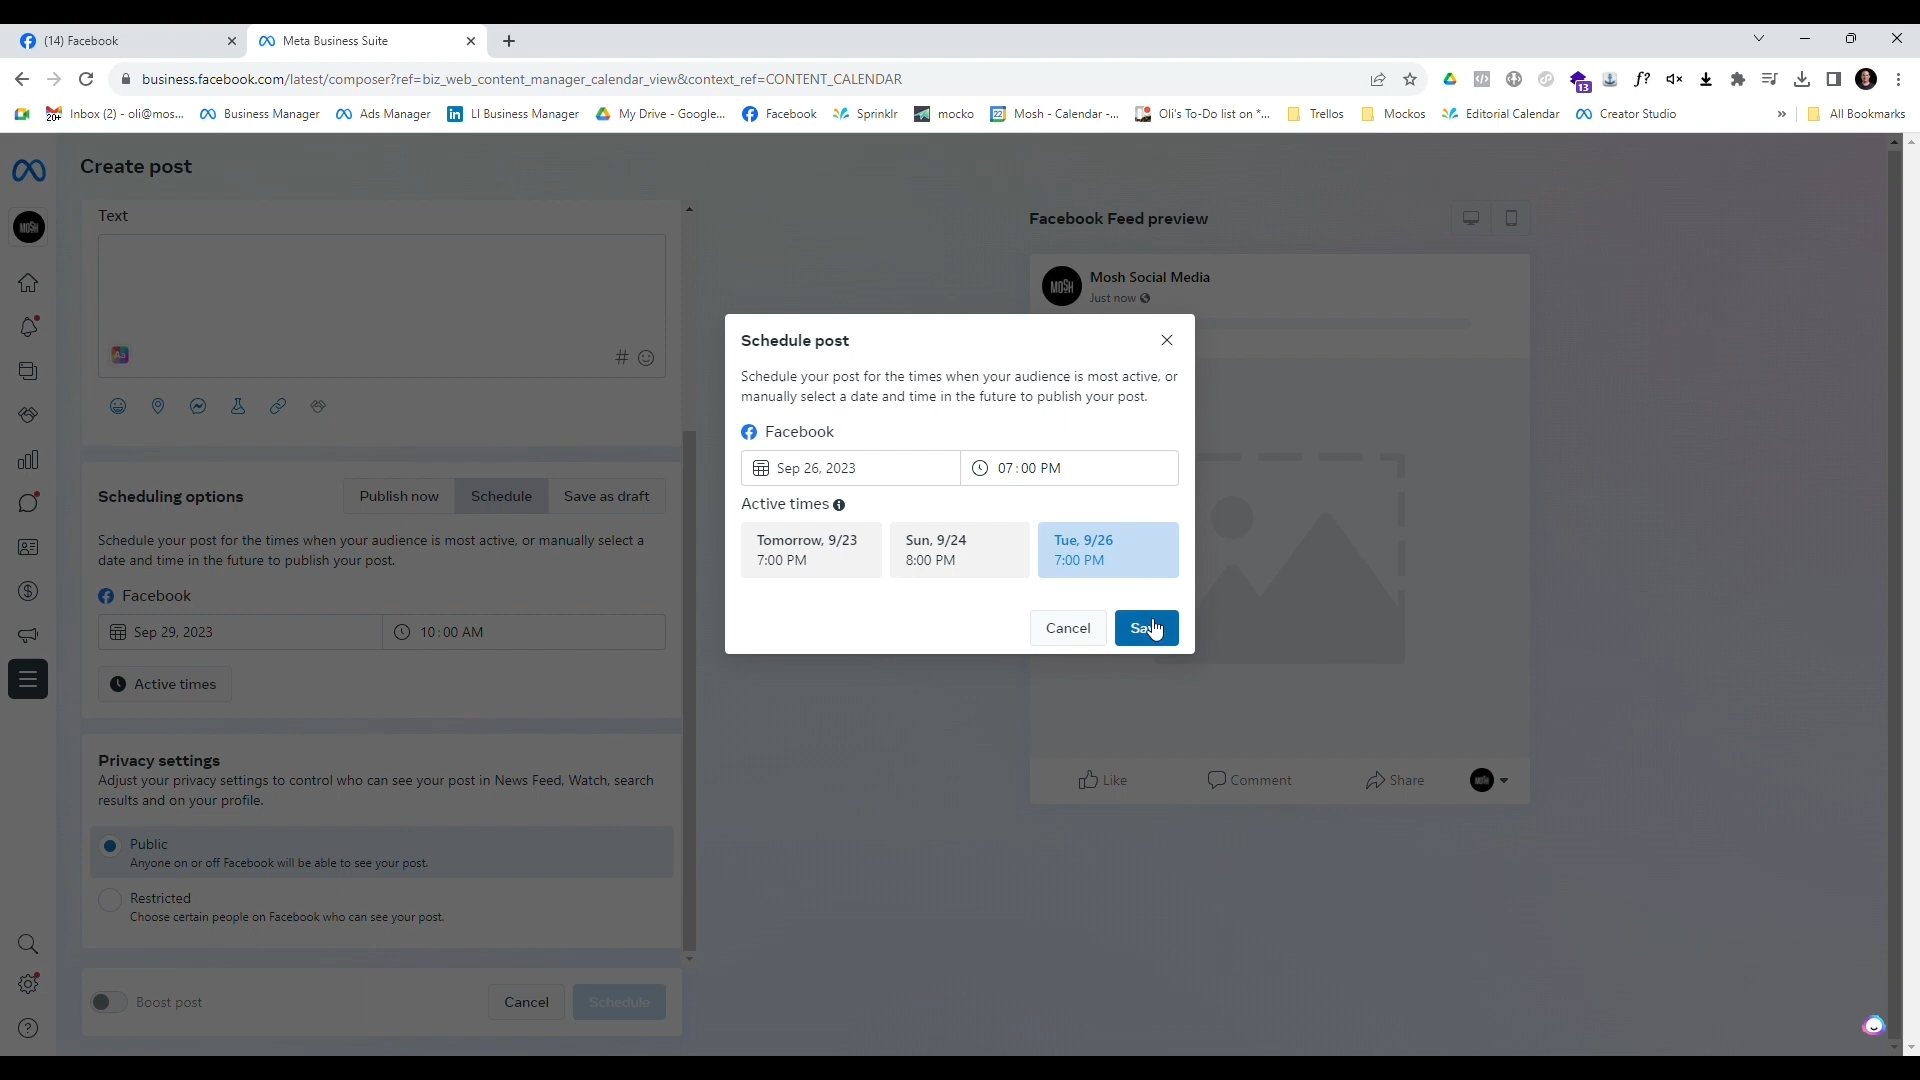 (14) Facebook
Meta Business Suite
business.facebook.com/latest/composer?ref=biz_web_content_manager_calendar_view&context_ref=CONTENT_CALENDAR
f?
13
20+
Inbox (2) - oli@mos...
Business Manager
Ads Manager
LI Business Manager
My Drive - Google...
Facebook
Sprinklr
mocko
22
Mosh - Calendar -...
Oli's To-Do list on "...
Trellos
Mockos
Editorial Calendar
Creator Studio
»
All Bookmarks
Create post
MOSH
Text
Aa
#
Scheduling options
Publish now
Schedule
Save as draft
Schedule your post for the times when your audience is most active, or manually select a
date and time in the future to publish your post.
Facebook
Sep 29, 2023
10:00 AM
Active times
Privacy settings
Adjust your privacy settings to control who can see your post in News Feed, Watch, search
results and on your profile.
Public
Anyone on or off Facebook will be able to see your post.
Restricted
Choose certain people on Facebook who can see your post.
Boost post
Cancel
Schedule
Schedule post
Schedule your post for the times when your audience is most active, or
manually select a date and time in the future to publish your post.
Facebook
Sep 26, 2023
07:00 PM
Active times
Tomorrow, 9/23
7:00 PM
Sun, 9/24
8:00 PM
Tue, 9/26
7:00 PM
Cancel
Facebook Feed preview
MOSH
Mosh Social Media
Just now
Like
Comment
Share